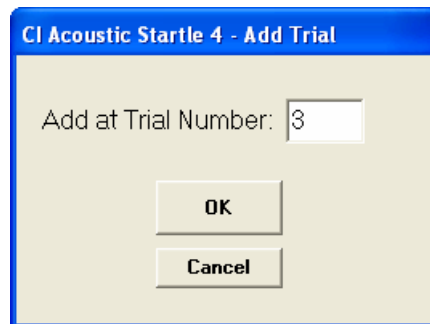 CI Acoustic Startle 4 - Add Trial
Add at Trial Number: 3
OK
Cancel